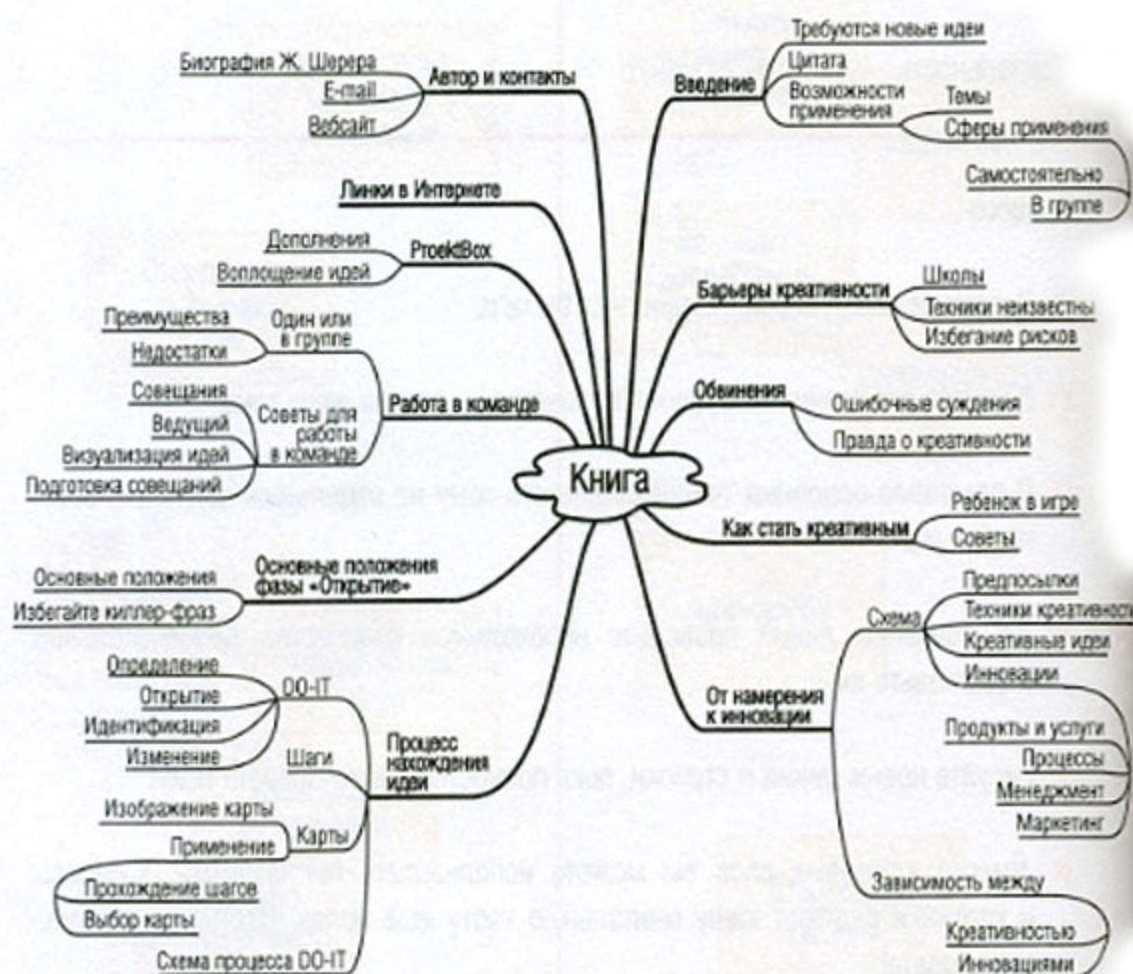 Книга
Введение
Требуются новые идеи
Цитата
Возможности
применения
Темы
Сферы применения
Самостоятельно
В группе
Барьеры креативности
Школы
Техники неизвестны
Избегание рисков
Обвинения
Ошибочные суждения
Правда о креативности
Как стать креативным
Ребенок в игре
Советы
От намерения
к инновации
Схема
Предпосылки
Техники креативности
Креативные идеи
Инновации
Продукты и услуги
Процессы
Менеджмент
Маркетинг
Зависимость между
Креативностью
Инновациями
Процесс
нахождения
идеи
DO-IT
Определение
Открытие
Идентификация
Изменение
Шаги
Карты
Изображение карты
Применение
Прохождение шагов
Выбор карты
Схема процесса DO-IT
Основные положения
фазы «Открытие»
Основные положения
Избегайте киллер-фраз
Работа в команде
Один или
в группе
Преимущества
Недостатки
Советы для
работы
в команде
Совещания
Ведущий
Визуализация идей
Подготовка совещаний
ProektBox
Дополнения
Воплощение идей
Линки в Интернете
Автор и контакты
Биография Ж. Шерера
E-mail
Вебсайт